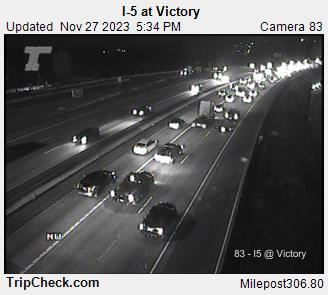 I-5 at Victory
Updated Nov 27 2023 5:34 PM Camera 83
T
83 - I5 @ Victory
TripCheck.com Milepost306.80